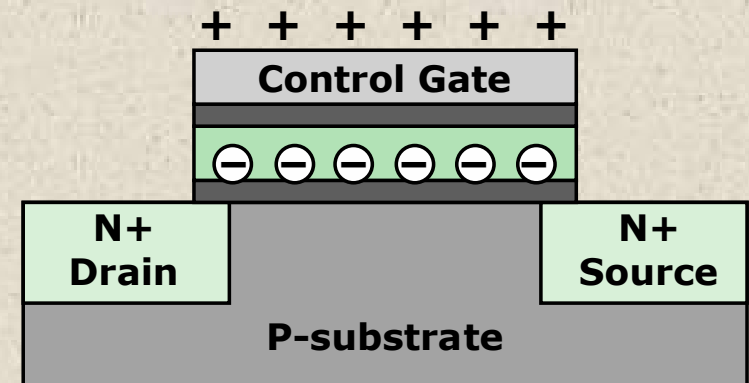 + + + + + +
Control Gate
− − − − − −
N+
Drain
N+
Source
P-substrate